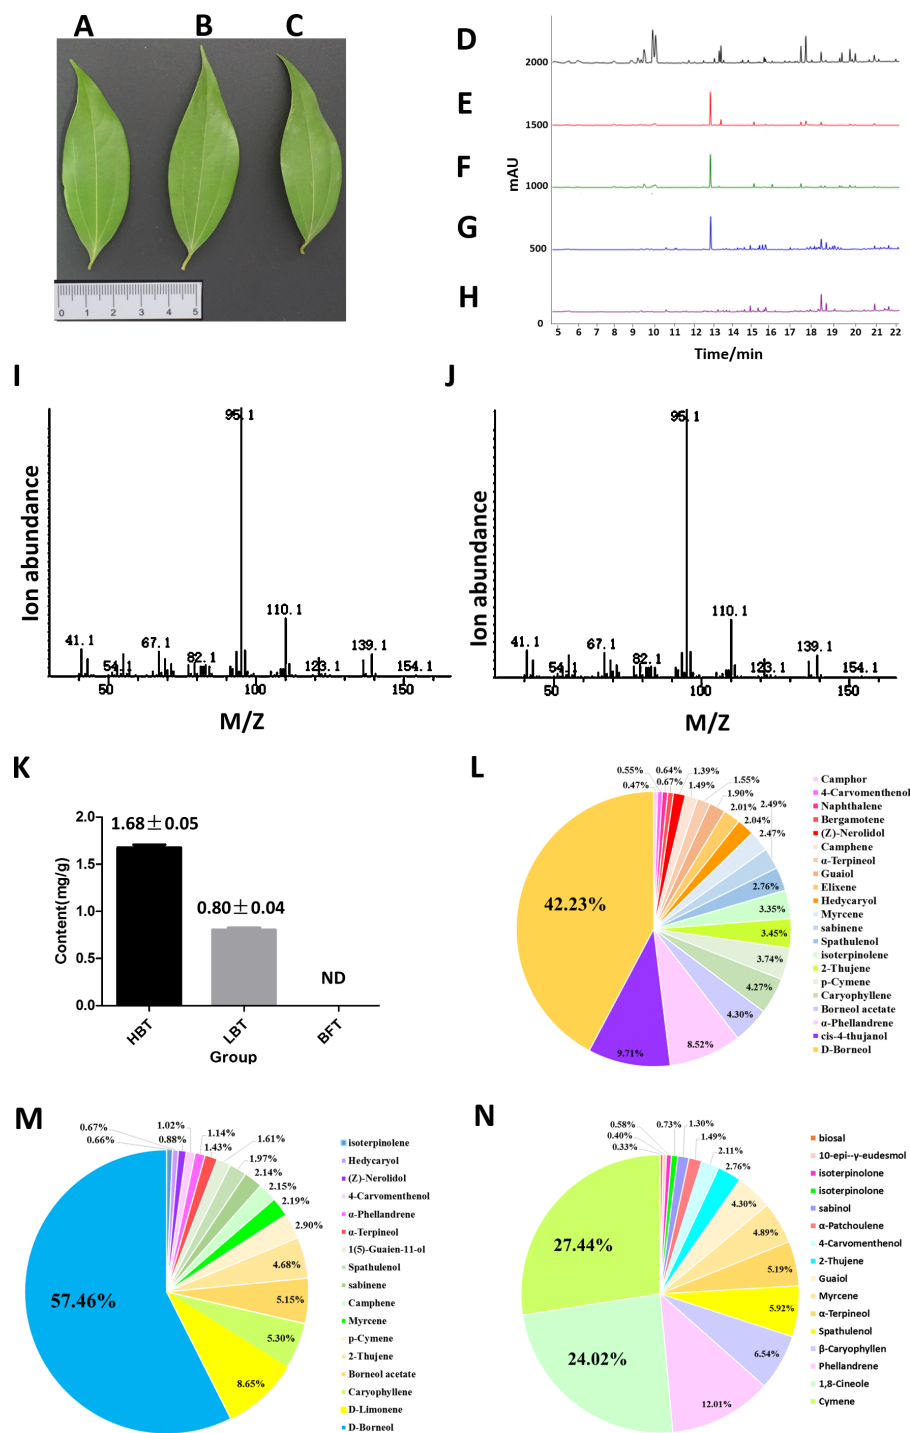 A B C
0 1 2 3 4 5
D
E
F
G
H
mAU
2000
1500
1000
500
0
5 6 7 8 9 10 11 12 13 14 15 16 17 18 19 20 21 22
Time/min
I
Ion abundance
95.1
41.1
54.1
67.1
82.1
110.1
123.1
139.1
154.1
50 100 150
M/Z
J
Ion abundance
95.1
41.1
54.1
67.1
82.1
110.1
123.1
139.1
154.1
50 100 150
M/Z
K
Content(mg/g)
2.0
1.5
1.0
0.5
0.0
1.68±0.05
0.80±0.04
ND
HBT LBT BFT
Group
L
0.55%
0.47%
0.64%
0.67%
1.39%
1.49%
1.55%
1.90%
2.01%
2.04%
2.49%
2.47%
2.76%
3.35%
3.45%
3.74%
4.27%
4.30%
8.52%
9.71%
42.23%
Camphor
4-Carvomenthenol
Naphthalene
Bergamotene
(Z)-Nerolidol
Camphene
α-Terpineol
Guaiol
Elixene
Hedycaryol
Myrcene
sabinene
Spathulenol
isoterpinolene
2-Thujene
p-Cymene
Caryophyllene
Borneol acetate
α-Phellandrene
cis-4-thujanol
D-Borneol
M
0.67%
0.66%
1.02%
0.88%
1.14%
1.43%
1.61%
1.97%
2.14%
2.15%
2.19%
2.90%
4.68%
5.15%
5.30%
8.65%
57.46%
isoterpinolene
Hedycaryol
(Z)-Nerolidol
4-Carvomenthenol
α-Phellandrene
α-Terpineol
1(5)-Guaien-11-ol
Spathulenol
sabinene
Camphene
Myrcene
p-Cymene
2-Thujene
Borneol acetate
Caryophyllene
D-Limonene
D-Borneol
N
0.58%
0.40%
0.33%
0.73%
1.30%
1.49%
2.11%
2.76%
4.30%
4.89%
5.19%
5.92%
6.54%
12.01%
24.02%
27.44%
biosal
10-epi--γ-eudesmol
isoterpinolone
isoterpinolone
sabinol
α-Patchoulene
4-Carvomenthenol
2-Thujene
Guaiol
Myrcene
α-Terpineol
Spathulenol
β-Caryophyllen
Phellandrene
1,8-Cineole
Cymene